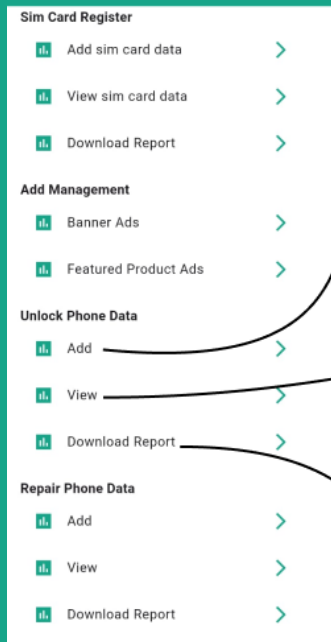 Sim Card Register
Add sim card data
View sim card data
Download Report
Add Management
Banner Ads
Featured Product Ads
Unlock Phone Data
Add
View
Download Report
Repair Phone Data
Add
View
Download Report